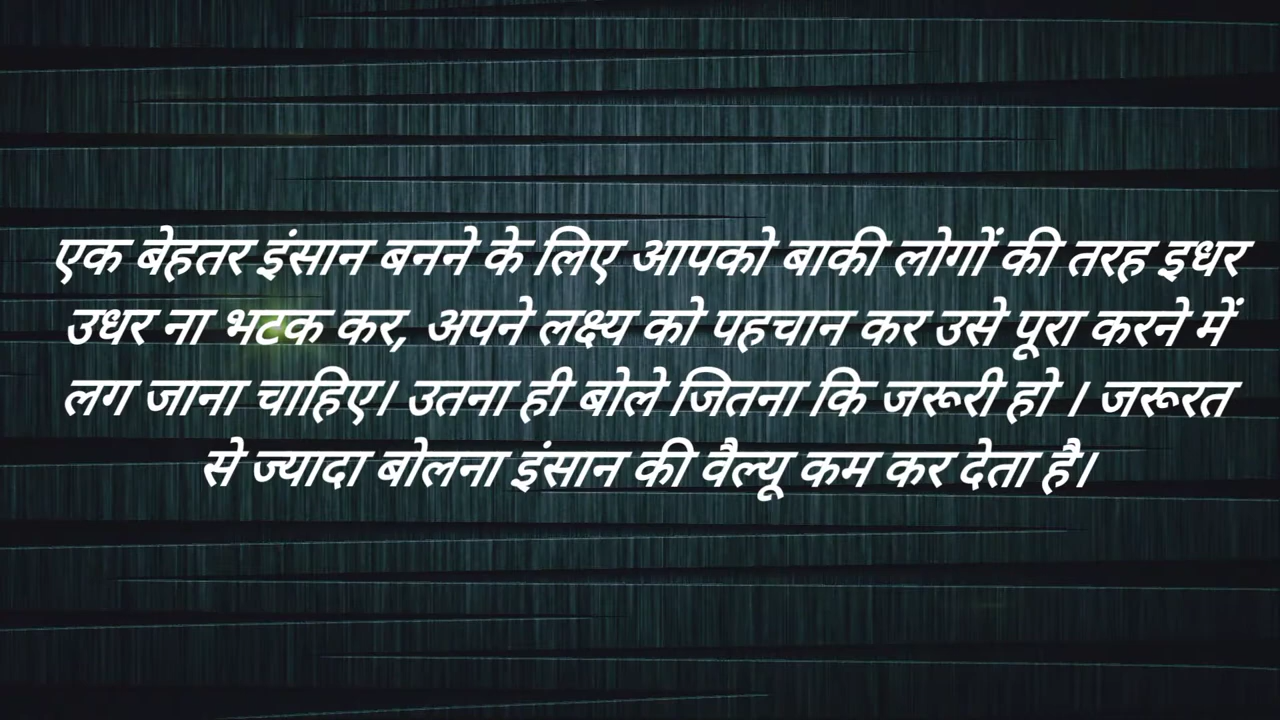 एक बेहतर इंसान बनने के लिए आपको बाकी लोगों की तरह इधर
उधर ना भटक कर, अपने लक्ष्य को पहचान कर उसे पूरा करने में
लग जाना चाहिए। उतना ही बोले जितना कि जरूरी हो । जरूरत
से ज्यादा बोलना इंसान की वैल्यू कम कर देता है।